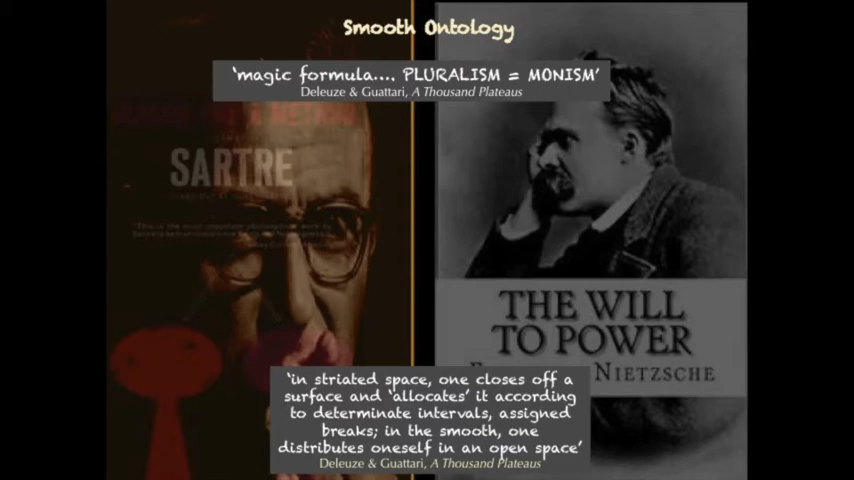 Smooth Ontology
‘magic formula.... PLURALISM = MONISM’
Deleuze & Guattari, A Thousand Plateaus
SARTRE
THE WILL
TO POWER
NIETZSCHE
‘in striated space, one closes off a
surface and ‘allocates’ it according
to determinate intervals, assigned
breaks; in the smooth, one
distributes oneself in an open space’
Deleuze & Guattari, A Thousand Plateaus